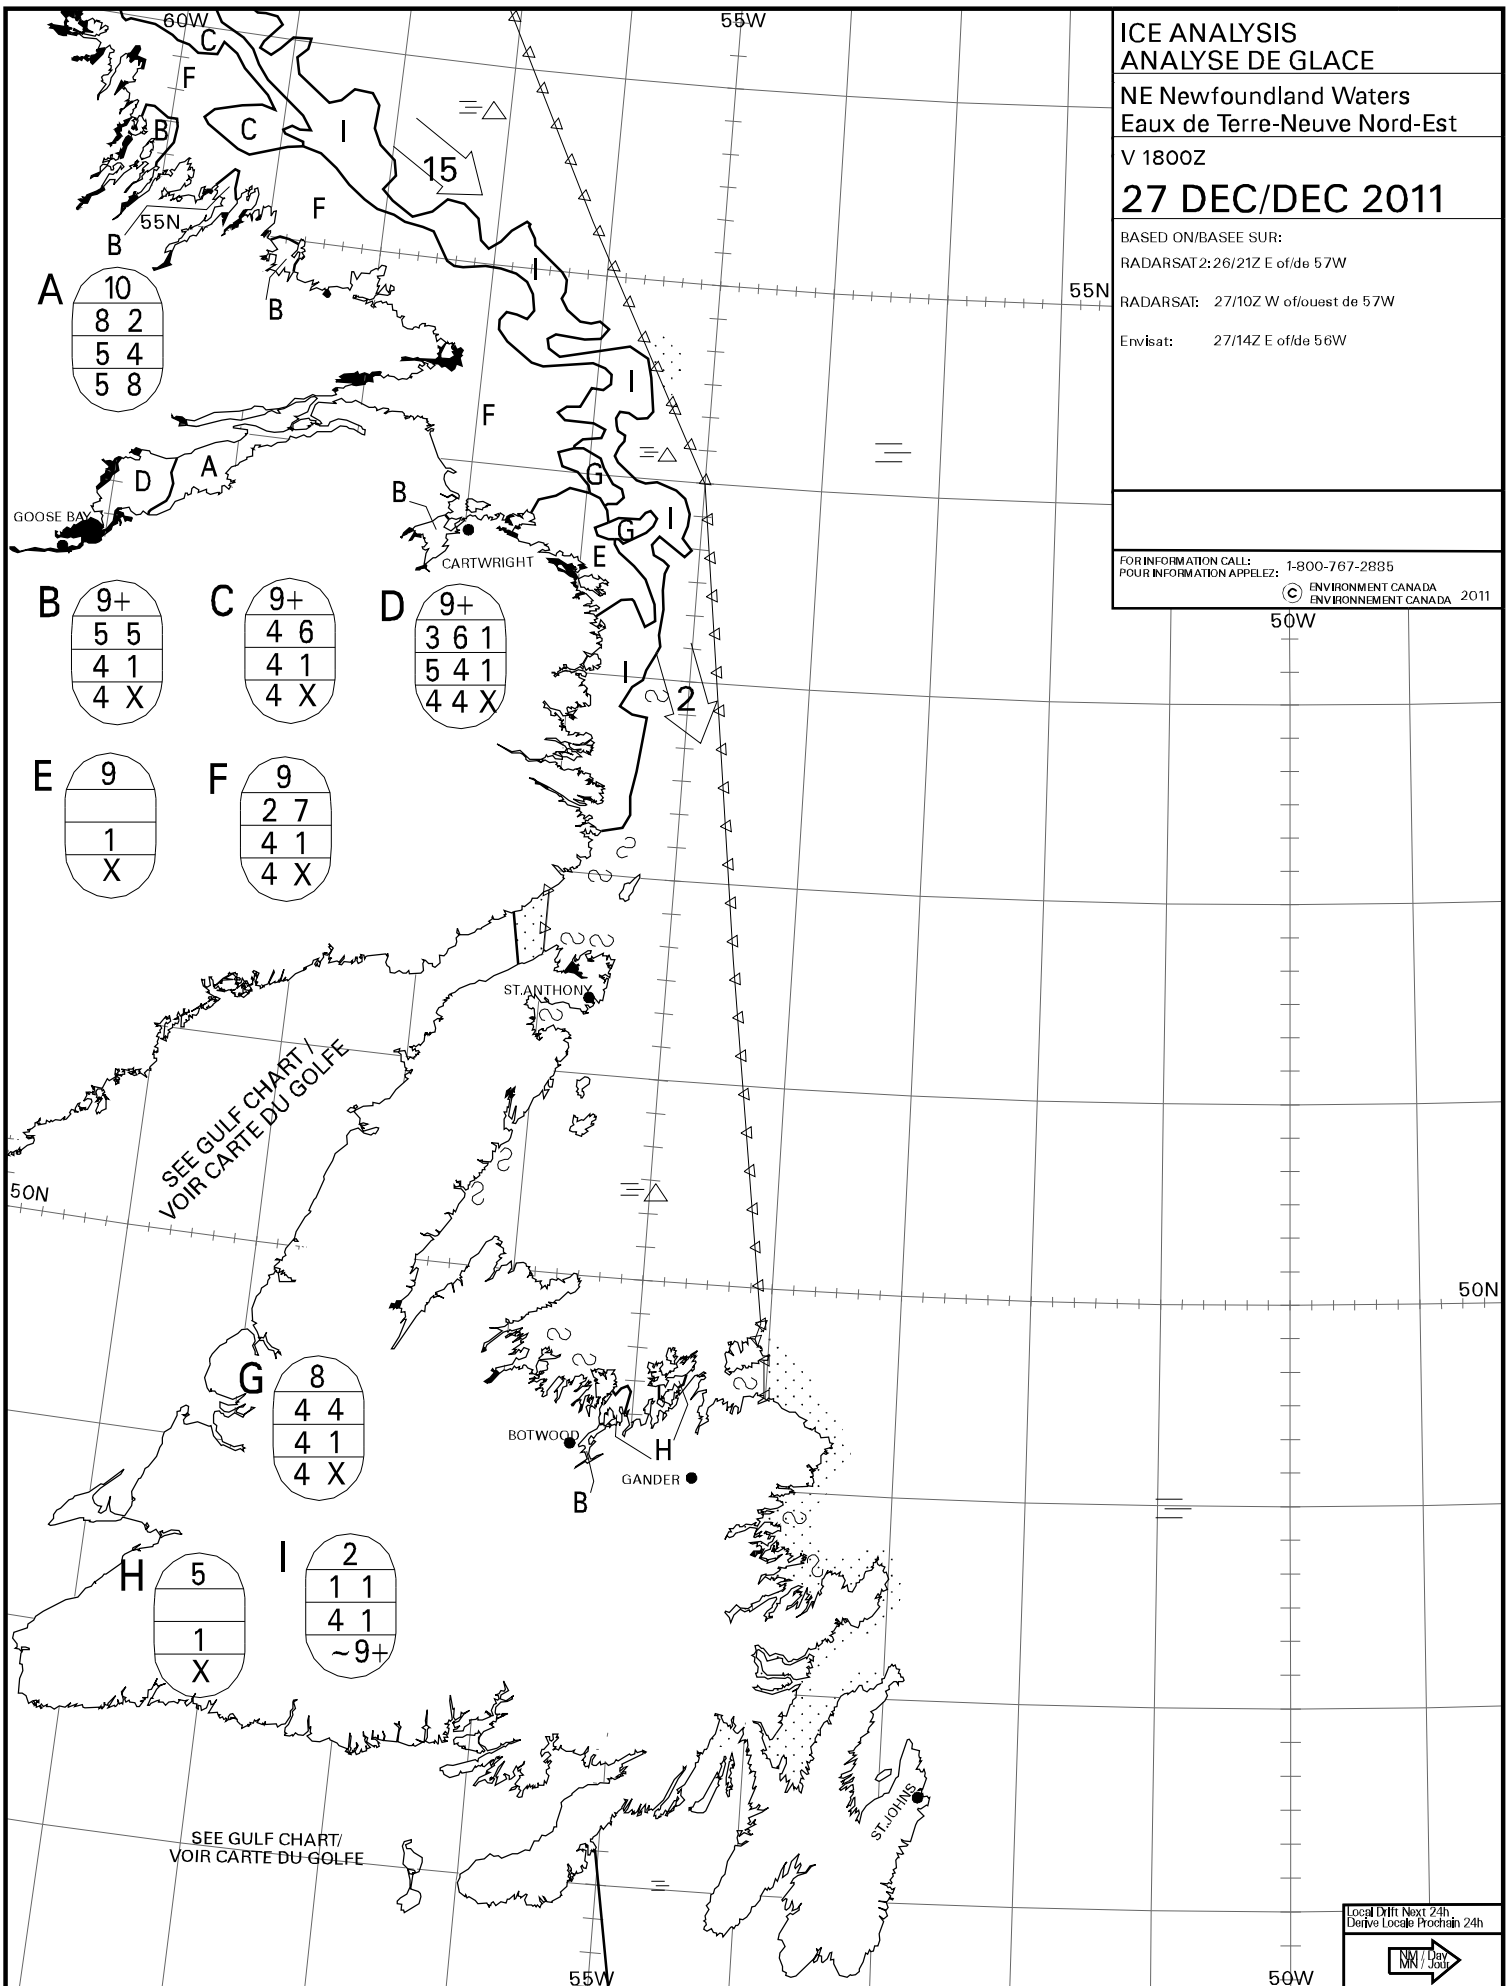 60W
55W
ICE ANALYSIS
ANALYSE DE GLACE
NE Newfoundland Waters
Eaux de Terre-Neuve Nord-Est
V 1800Z
27 DEC/DEC 2011
BASED ON/BASEE SUR:
RADARSAT2: 26/21Z E of/de 57W
RADARSAT: 27/10Z W of/ouest de 57W
Envisat: 27/14Z E of/de 56W
FOR INFORMATION CALL:
POUR INFORMATION APPELEZ: 1-800-767-2885
© ENVIRONMENT CANADA
ENVIRONNEMENT CANADA 2011
50W
C
F
B
C
I
15
F
55N
B
I
55N
B
A
10
8 2
5 4
5 8
I
F
D
A
G
B
GOOSE BAY
G
I
E
CARTWRIGHT
B
9+
5 5
4 1
4 X
C
9+
4 6
4 1
4 X
D
9+
3 6 1
5 4 1
4 4 X
I
2
E
9
1
X
F
9
2 7
4 1
4 X
ST.ANTHONY
SEE GULF CHART /
VOIR CARTE DU GOLFE
50N
50N
G
8
4 4
4 1
4 X
BOTWOOD
H
GANDER
B
H
5
1
X
I
2
1 1
4 1
~9+
ST.JOHNS
SEE GULF CHART/
VOIR CARTE DU GOLFE
Local Drift Next 24h
Derive Locale Prochain 24h
NM / Day
MN / Jour
55W
50W